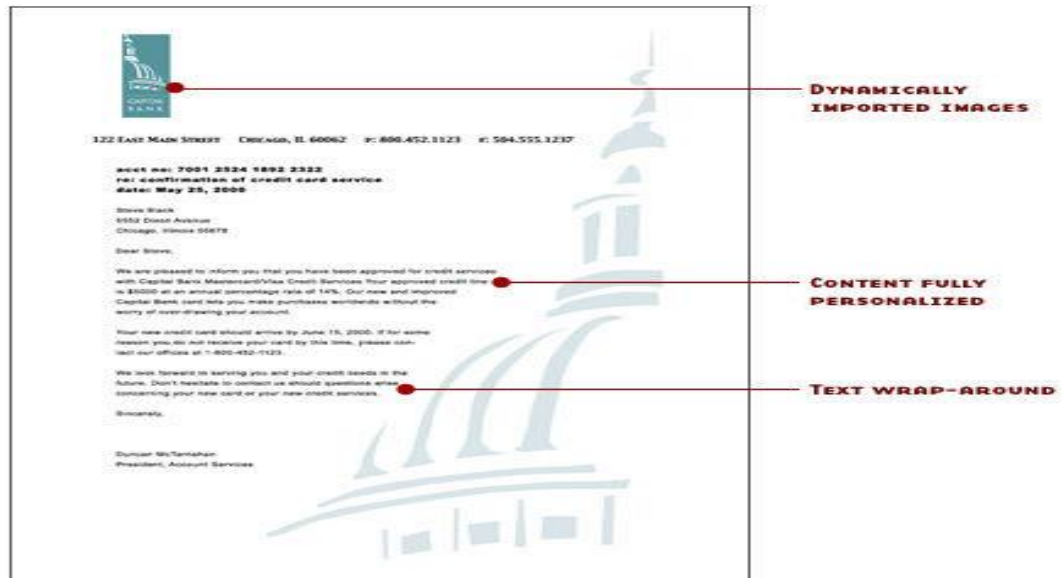 CAPITAL
BANK
122 EAST MAIN STREET CHICAGO, IL 60062 P: 800.452.1123 F: 504.555.1237
acct no: 7001 2524 1892 2322
re: confirmation of credit card service
date: May 25, 2000
Steve Black
6552 Dixon Avenue
Chicago, Illinois
Dear Steve,
We are pleased to inform you that you have been approved for credit services
with Capital Bank Mastercard/Visa Credit Services Your approved credit line
is $5000 at an annual percentage rate of 14%. Our new and improved
Capital Bank card lets you make purchases worldwide without the
worry of over-drawing your account.
Your new credit card should arrive by June 15, 2000. If for some
reason you do not receive your card by this time, please con-
tact our offices at 1-800-452-1123.
We look forward to serving you and your credit needs in the
future. Don't hesitate to contact us should questions arise
concerning your new card or your new credit services.
Sincerely,
Duncan McTarnahan
President, Account Services
DYNAMICALLY
IMPORTED IMAGES
CONTENT FULLY
PERSONALIZED
TEXT WRAP-AROUND